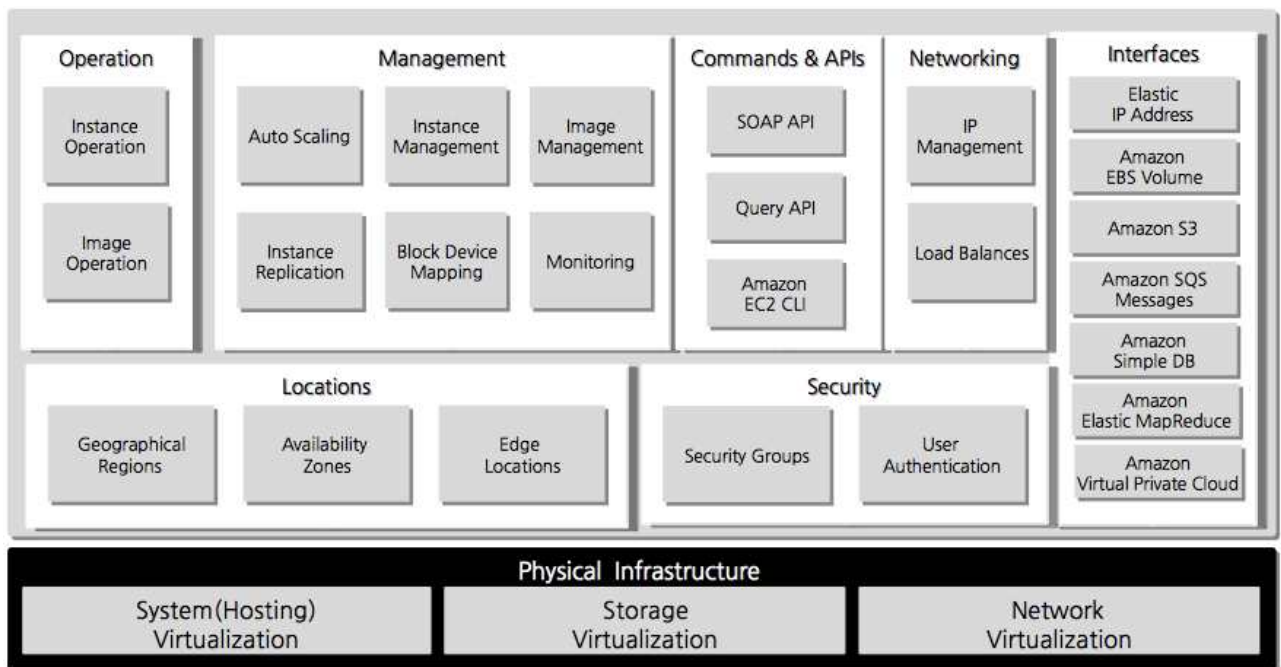 Operation
Instance
Operation
Image
Operation
Management
Auto Scaling
Instance
Management
Image
Management
Instance
Replication
Block Device
Mapping
Monitoring
Commands & APIs
SOAP API
Query API
Amazon
EC2 CLI
Networking
IP
Management
Load Balances
Interfaces
Elastic
IP Address
Amazon
EBS Volume
Amazon S3
Amazon SQS
Messages
Amazon
Simple DB
Amazon
Elastic MapReduce
Amazon
Virtual Private Cloud
Locations
Geographical
Regions
Availability
Zones
Edge
Locations
Security
Security Groups
User
Authentication
Physical Infrastructure
System(Hosting)
Virtualization
Storage
Virtualization
Network
Virtualization